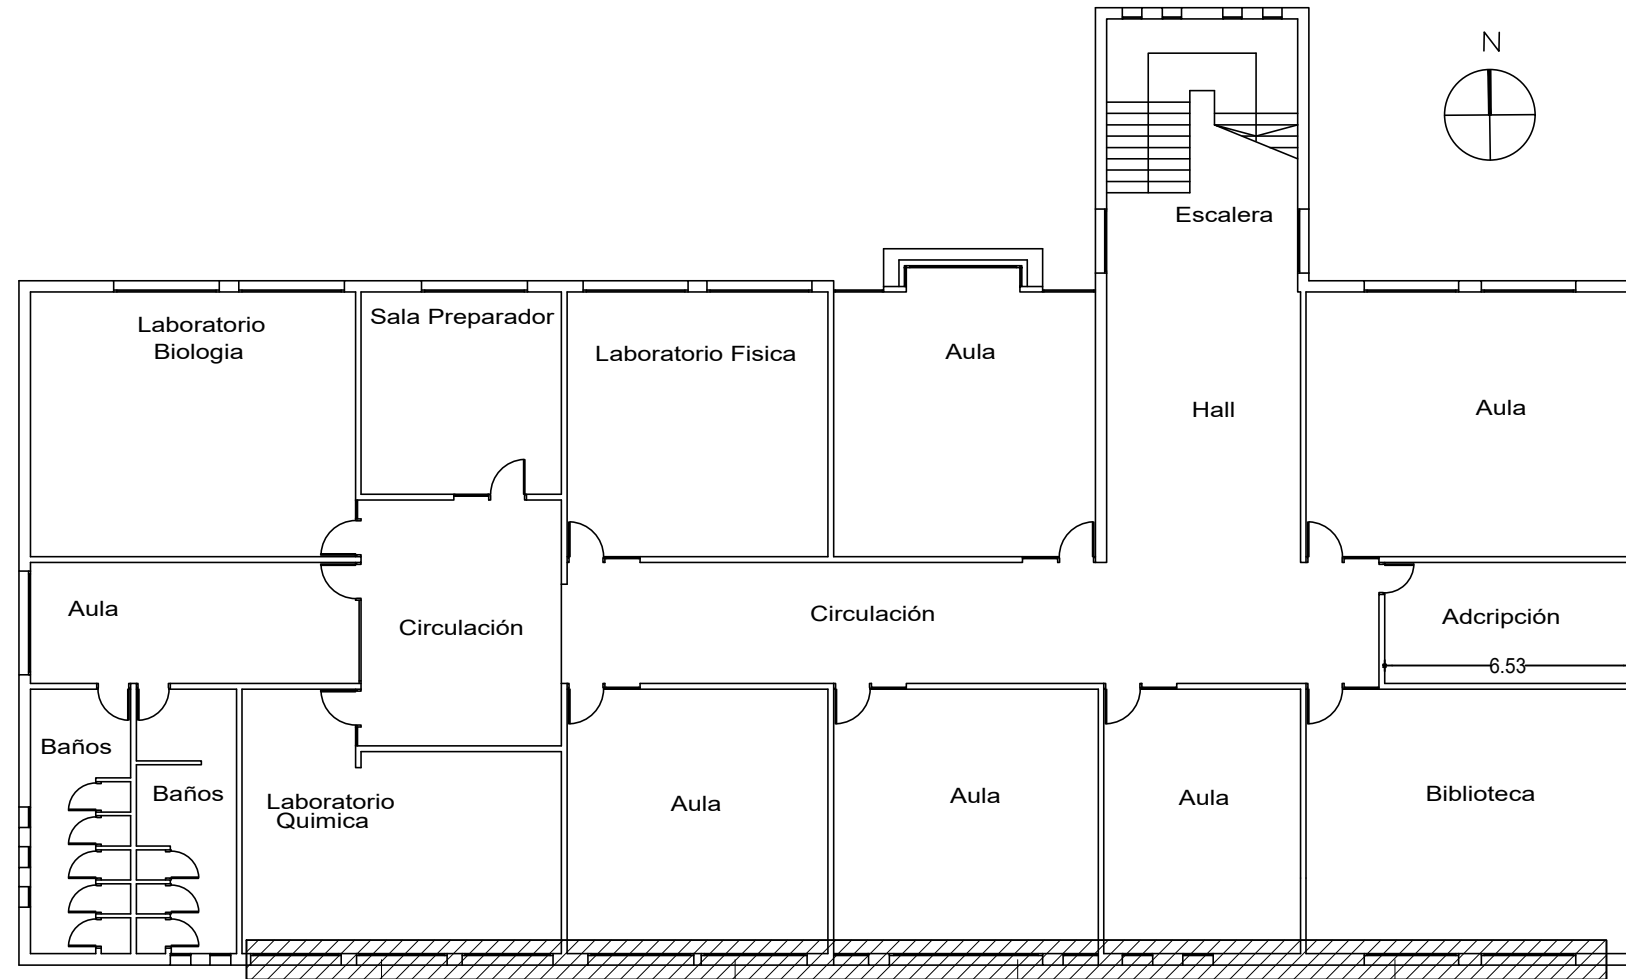 N
Escalera
Laboratorio
Biologia
Sala Preparador
Laboratorio Fisica
Aula
Hall
Aula
Aula
Circulación
Circulación
Adcripción
6.53
Baños
Baños
Laboratorio
Quimica
Aula
Aula
Aula
Biblioteca